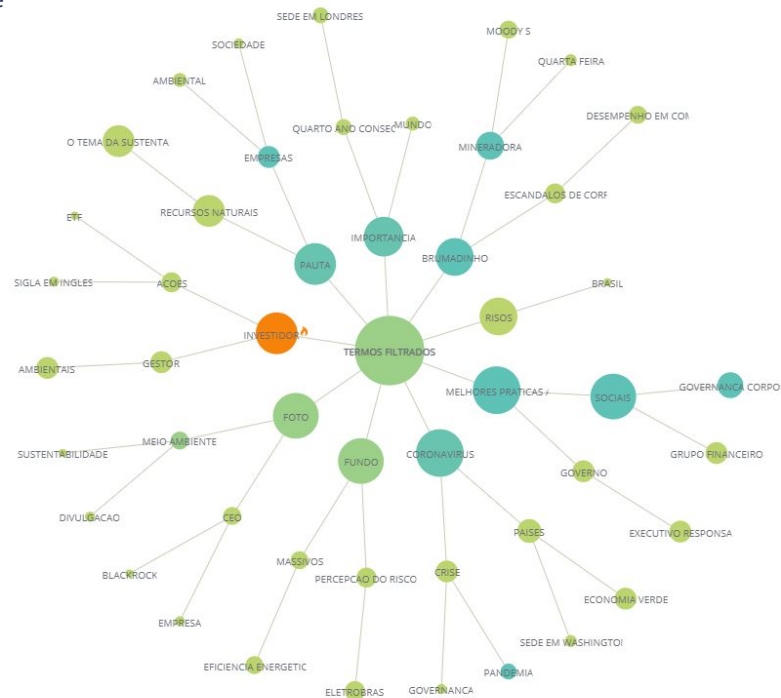 e
SEDE EM LONDRES
MOODY S
SOCIEDADE
QUARTA FEIRA
AMBIENTAL
DESEMPENHO EM CO
QUARTO ANO CONSEC
MUNDO
O TEMA DA SUSTENTA
MINERADORA
EMPRESAS
ESCANDALOS DE CORF
RECURSOS NATURAIS
ETF
IMPORTANCIA
BRUMADINHO
PAUTA
SIGLA EM INGLES
ACOES
BRASIL
RISOS
INVESTIDOR
TERMOS FILTRADOS
AMBIENTAIS
GESTOR
MELHORES PRATICAS /
SOCIAIS
GOVERNANCA CORPO
FOTO
SUSTENTABILIDADE
MEIO AMBIENTE
FUNDO
CORONAVIRUS
GRUPO FINANCEIRO
GOVERNO
DIVULGACAO
CEO
PAISES
EXECUTIVO RESPONSA
BLACKROCK
MASSIVOS
PERCEPCAO DO RISCO
CRISE
ECONOMIA VERDE
EMPRESA
SEDE EM WASHINGTO
EFICIENCIA ENERGETIC
PANDEMIA
ELETROBRAS
GOVERNANCA